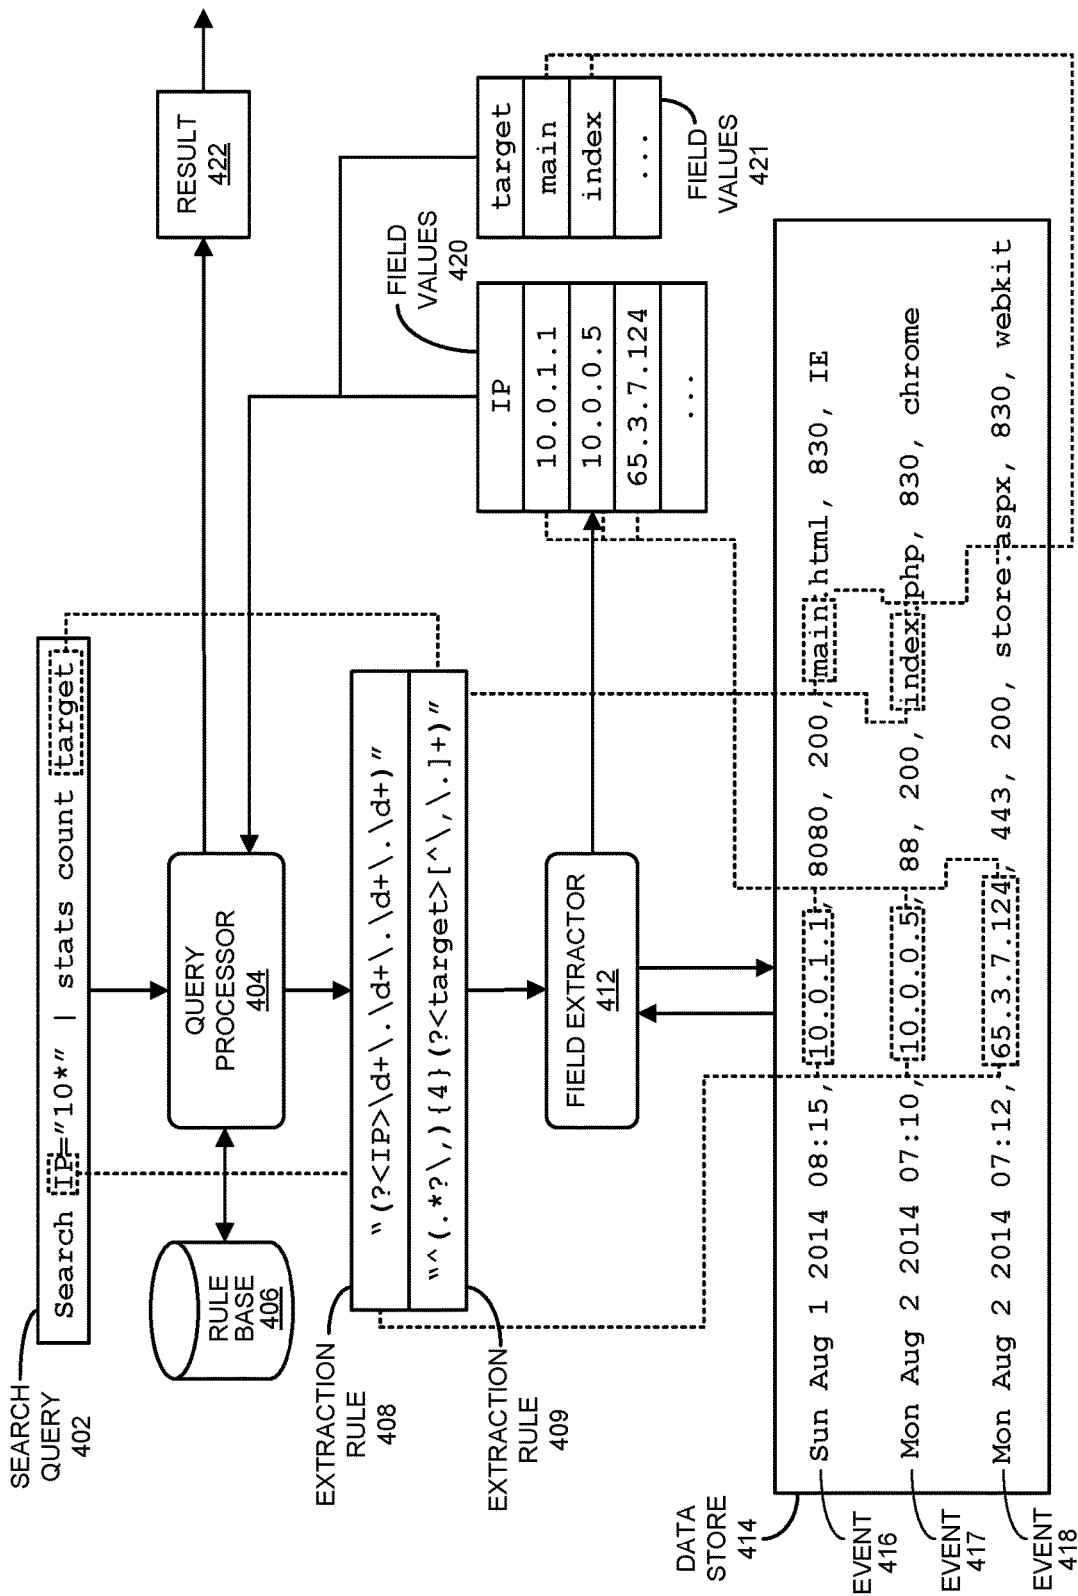 SEARCH
QUERY
402
Search IP="10*" | stats count target
RULE
BASE
406
QUERY
PROCESSOR
404
RESULT
422
EXTRACTION
RULE
408
"(?<IP>\d+\.\d+\.\d+\.\d+)"
"^(.*?\,){4}(?<target>[^\,\.]+)"
EXTRACTION
RULE
409
FIELD EXTRACTOR
412
FIELD
VALUES
420
IP
10.0.1.1
10.0.0.5
65.3.7.124
...
target
main
index
...
FIELD
VALUES
421
DATA
STORE
414
EVENT
416
Sun Aug 1 2014 08:15, 10.0.1.1, 8080, 200, main.html, 830, IE
EVENT
417
Mon Aug 2 2014 07:10, 10.0.0.5, 88, 200, index.php, 830, chrome
EVENT
418
Mon Aug 2 2014 07:12, 65.3.7.124, 443, 200, store.aspx, 830, webkit